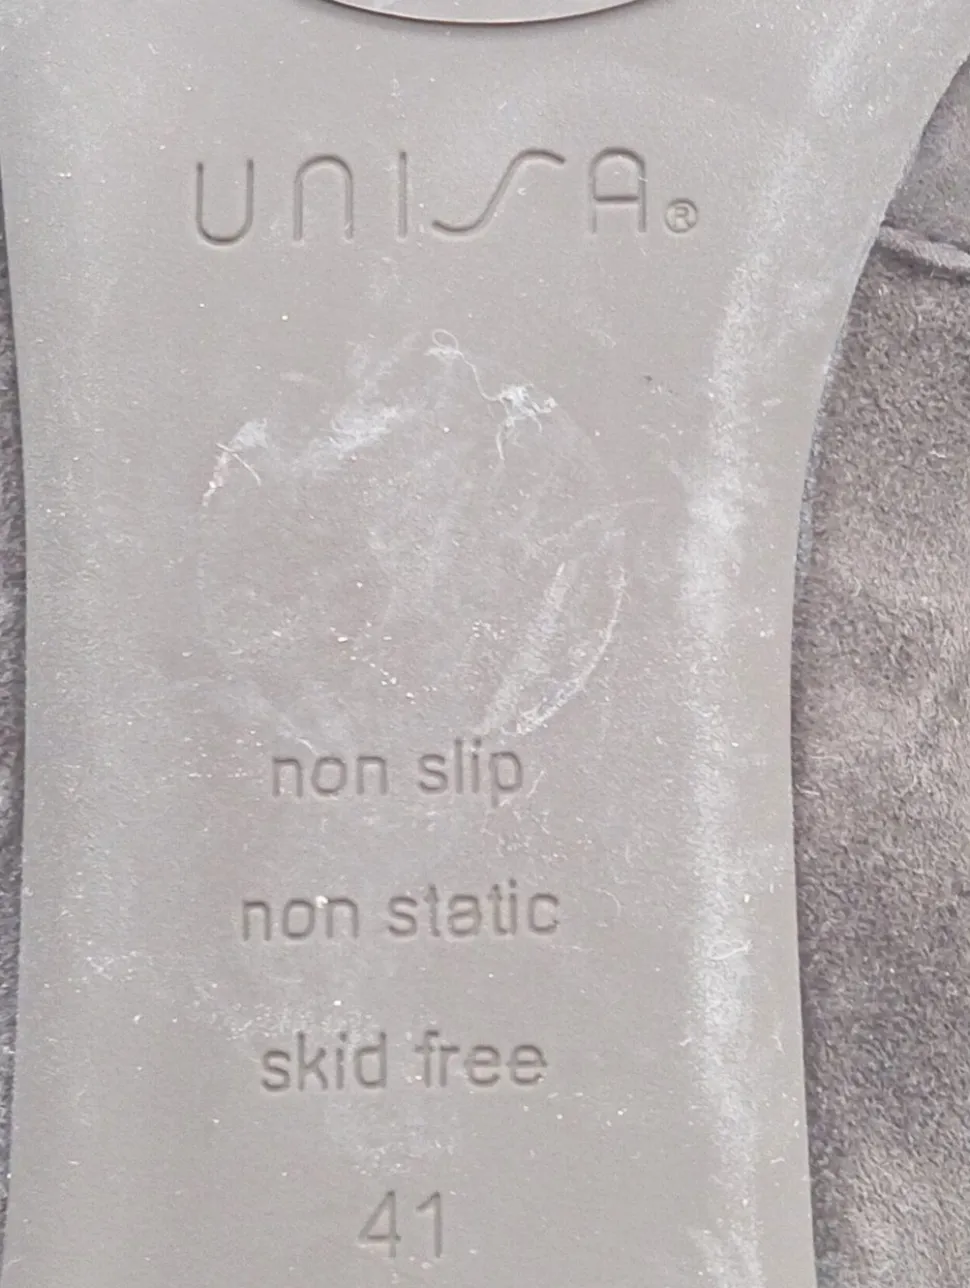 UNISA®
non slip
non static
skid free
41